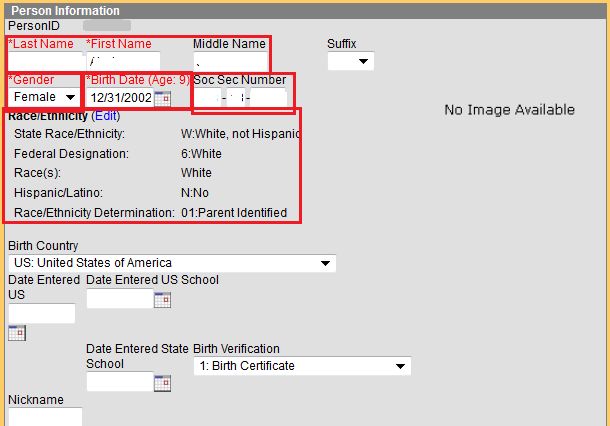 Person Information
PersonID
*Last Name *First Name Middle Name Suffix
*Gender *Birth Date (Age: 9) Soc Sec Number
Female 12/31/2002 - -
No Image Available
Race/Ethnicity (Edit)
State Race/Ethnicity: W:White, not Hispanic
Federal Designation: 6:White
Race(s): White
Hispanic/Latino: N:No
Race/Ethnicity Determination: 01:Parent Identified
Birth Country
US: United States of America
Date Entered US Date Entered US School
Date Entered State School Birth Verification
1: Birth Certificate
Nickname